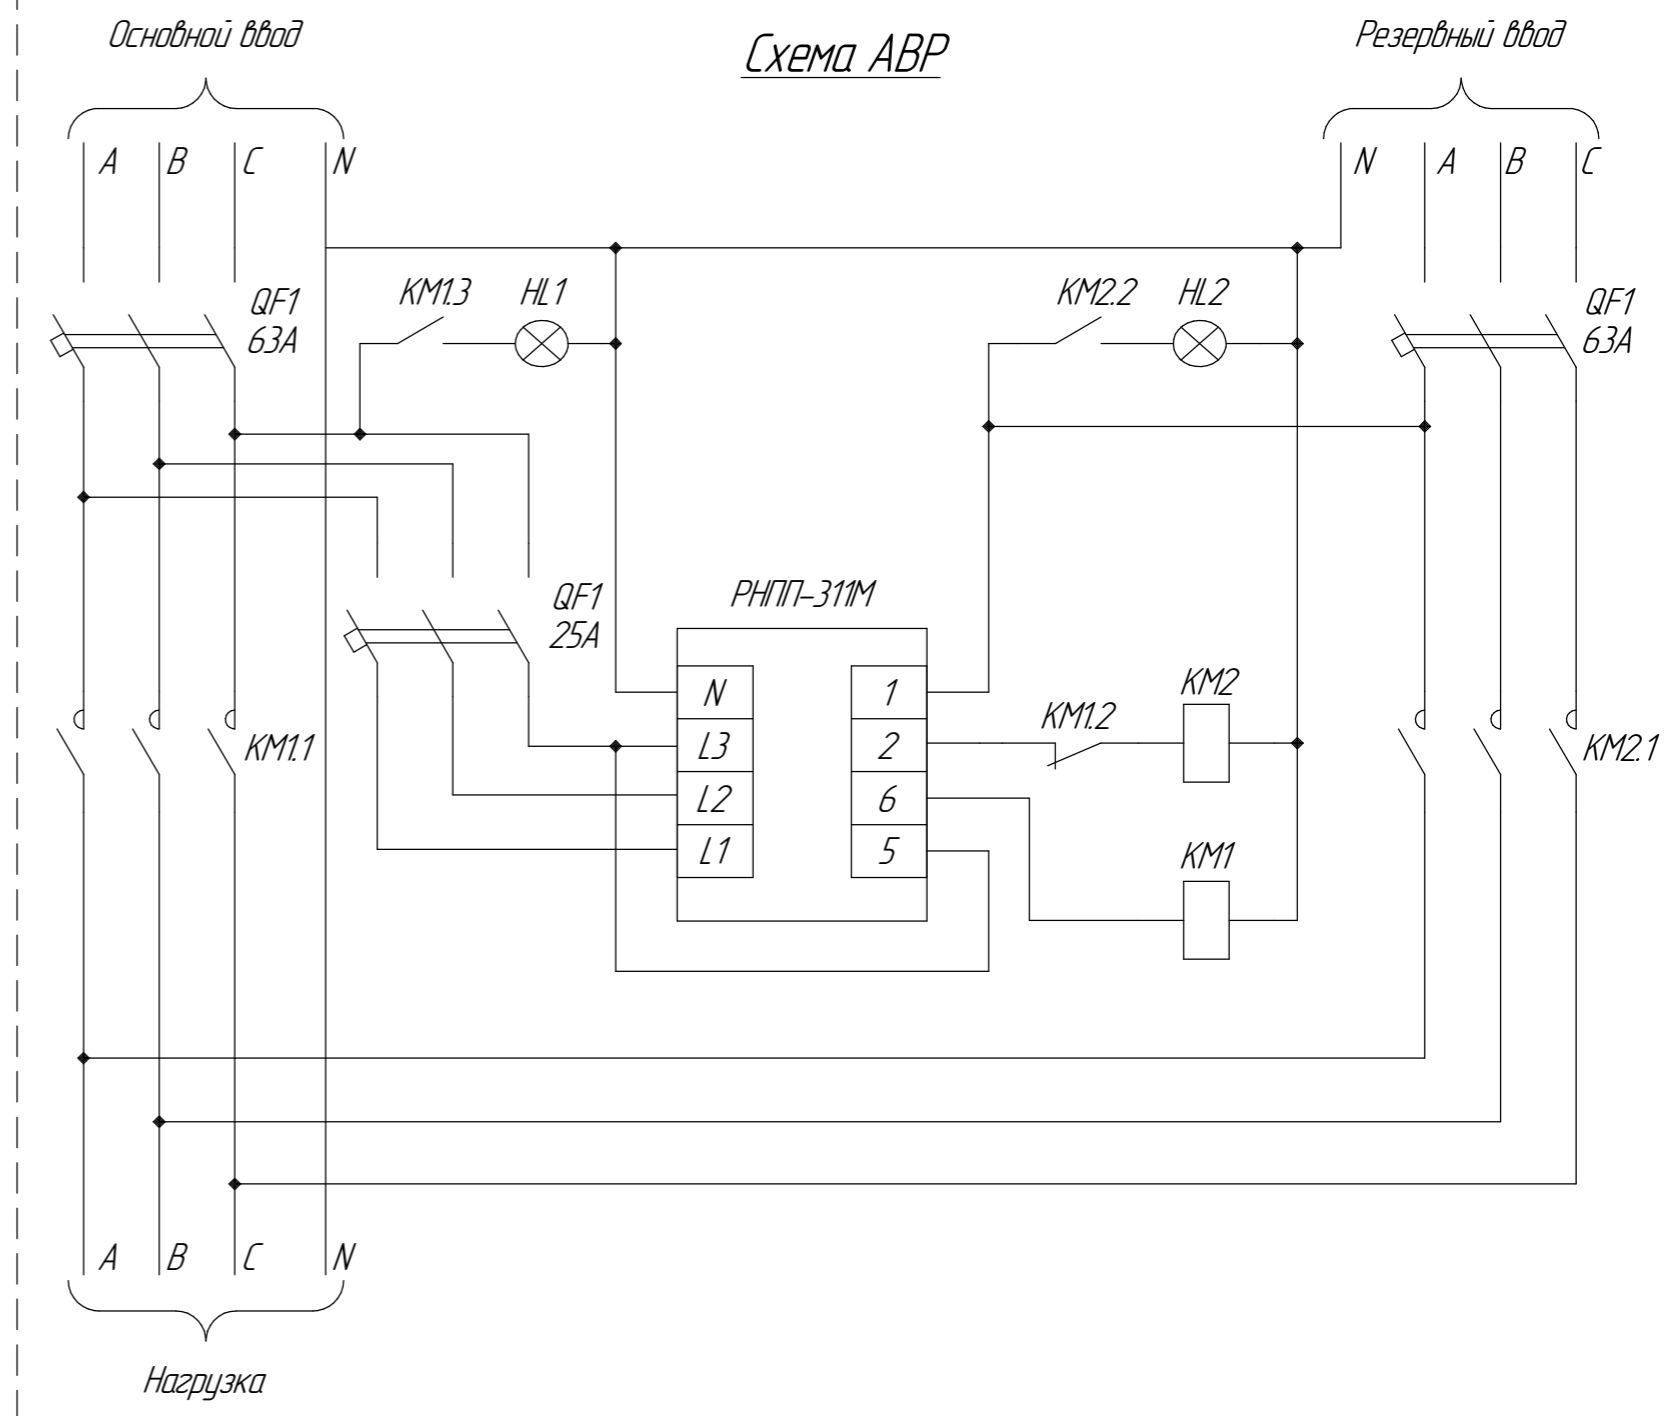 Основной ввод
Схема АВР
Резервный ввод
A B C N
N A B C
KM1.3 HL1
KM2.2 HL2
QF1
63A
QF1
63A
QF1
25A
РНПП-311М
N
L3
L2
L1
1
2
6
5
KM1.2
KM2
KM1
KM1.1
KM2.1
A B C N
Нагрузка